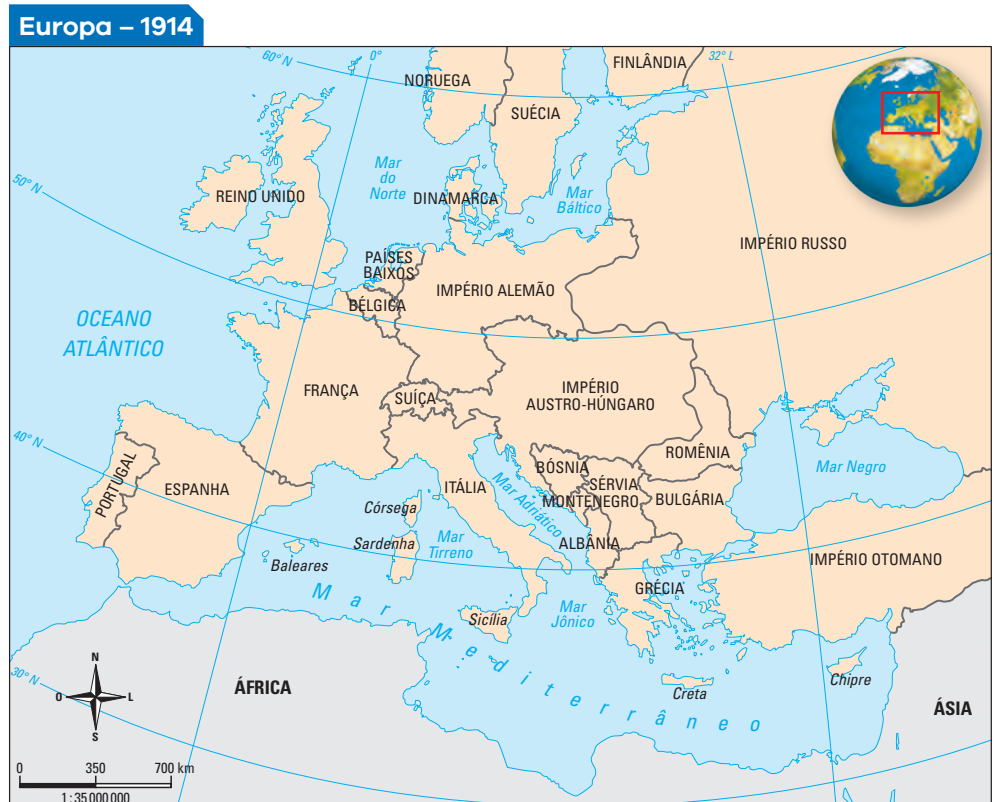 Europa – 1914
60° N
0°
32° L
FINLÂNDIA
NORUEGA
SUÉCIA
50° N
Mar
do
Norte
REINO UNIDO
DINAMARCA
Mar
Báltico
IMPÉRIO RUSSO
PAÍSES
BAIXOS
IMPÉRIO ALEMÃO
BÉLGICA
OCEANO
ATLÂNTICO
FRANÇA
SUÍÇA
IMPÉRIO
AUSTRO-HÚNGARO
40° N
ROMÊNIA
PORTUGAL
ESPANHA
ITÁLIA
Mar Adriático
BÓSNIA
SÉRVIA
MONTENEGRO
BULGÁRIA
Mar Negro
Córsega
Sardenha
Mar
Tirreno
ALBÂNIA
IMPÉRIO OTOMANO
Baleares
GRÉCIA
Mar
Jônico
Sicília
Mar Mediterrâneo
30° N
ÁFRICA
Creta
Chipre
ÁSIA
N
O
L
S
0 350 700 km
1 : 35 000 000